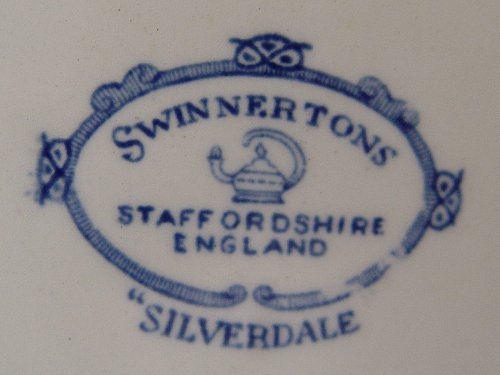 SWINNERTONS
STAFFORDSHIRE
ENGLAND
"SILVERDALE